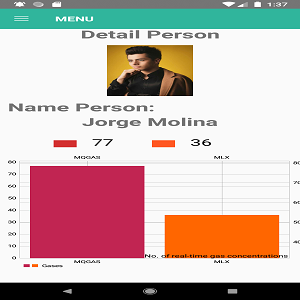 1:37
MENU
Detail Person
Name Person:
Jorge Molina
77 36
MQGAS MLX
80 80
70 70
60
50 60
40
30 50
20
10 40
0
MQGAS MLX
No. of real-time gas concentrations
Gases